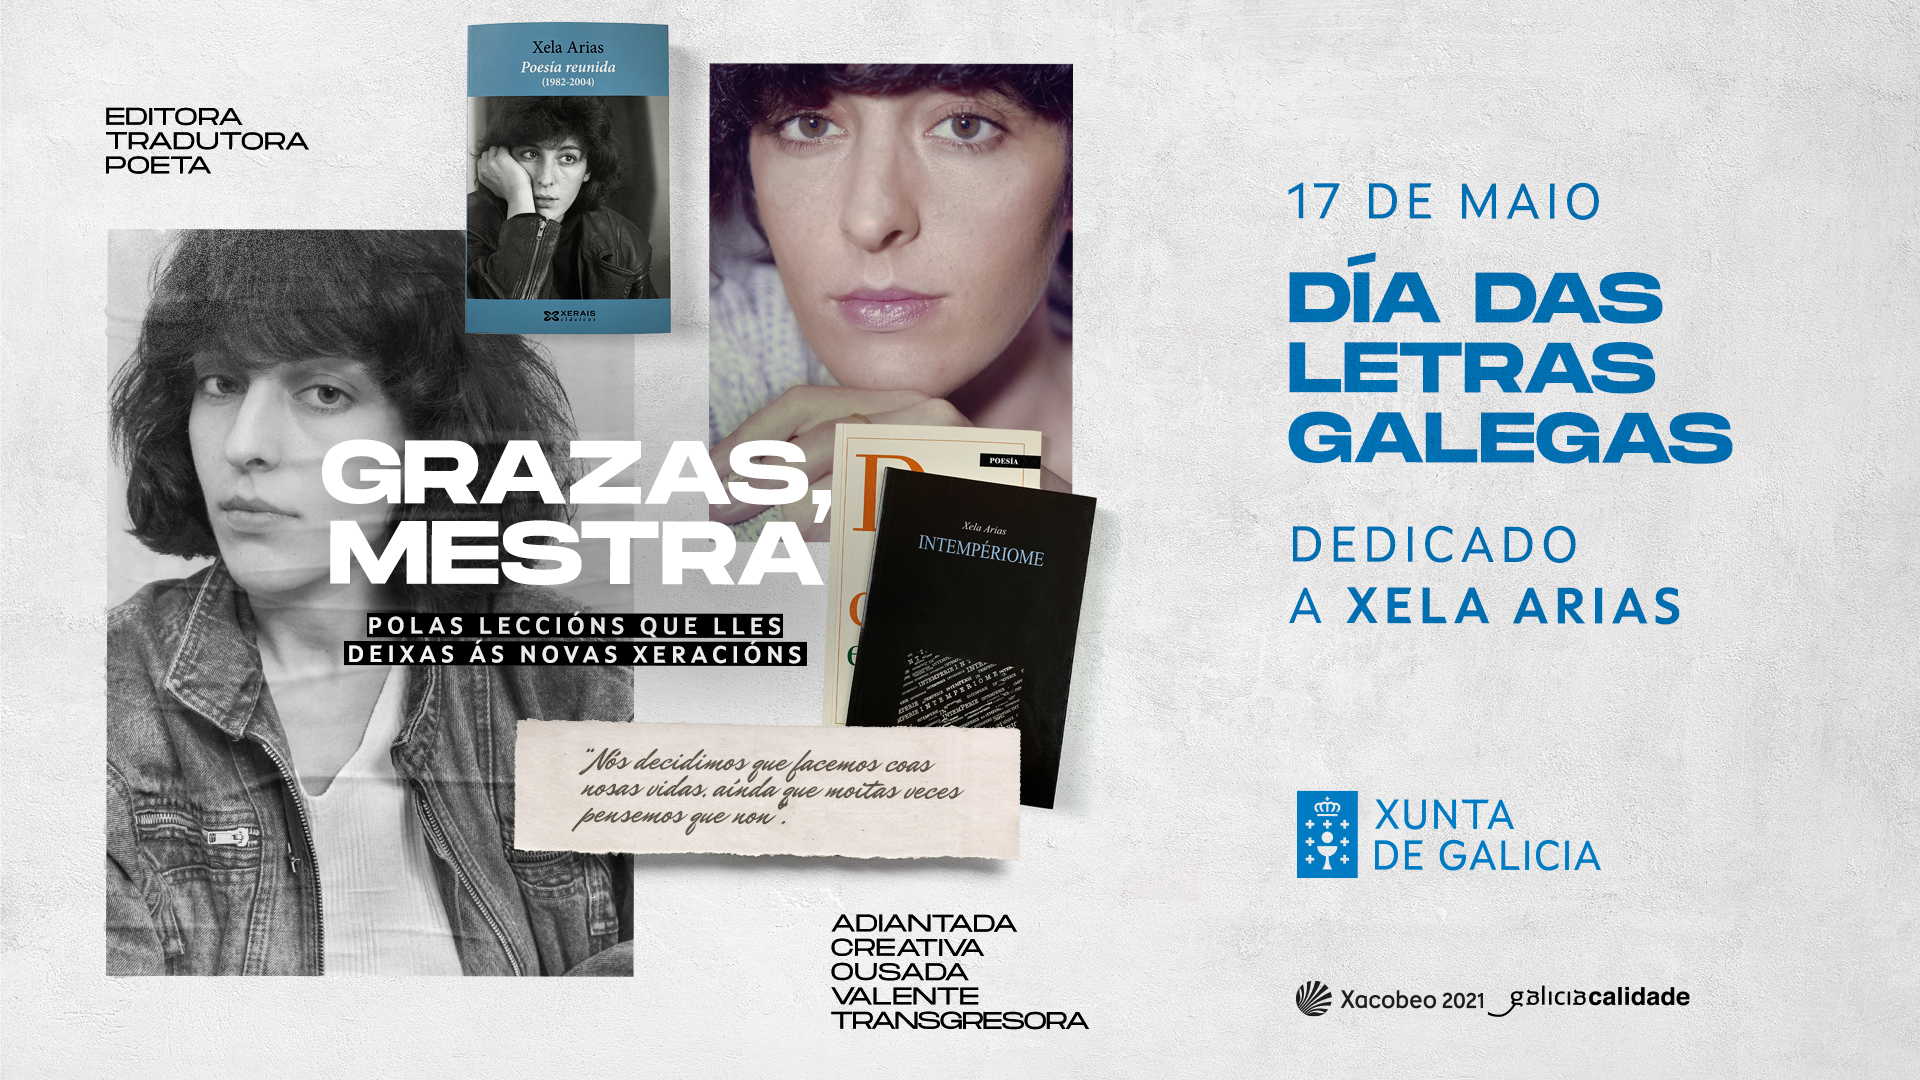 EDITORA
TRADUTORA
POETA
Xela Arias
Poesía reunida
(1982-2004)
XERAIS
clásicos
GRAZAS,
MESTRA
POLAS LECCIÓNS QUE LLES
DEIXAS ÁS NOVAS XERACIÓNS
POESÍA
Xela Arias
INTEMPÉRIOME
"Nós decidimos que facemos coas
nosas vidas, aínda que moitas veces
pensemos que non".
ADIANTADA
CREATIVA
OUSADA
VALENTE
TRANSGRESORA
17 DE MAIO
DÍA DAS
LETRAS
GALEGAS
DEDICADO
A XELA ARIAS
XUNTA
DE GALICIA
Xacobeo 2021
galiciacalidade